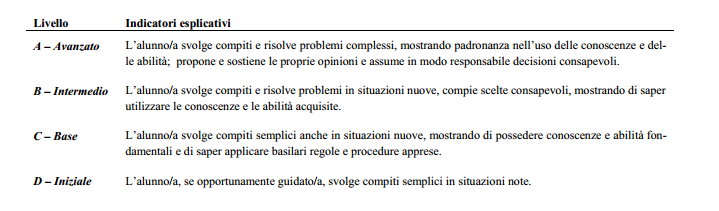 Livello Indicatori esplicativi
A – Avanzato L'alunno/a svolge compiti e risolve problemi complessi, mostrando padronanza nell'uso delle conoscenze e del-
le abilità; propone e sostiene le proprie opinioni e assume in modo responsabile decisioni consapevoli.
B – Intermedio L'alunno/a svolge compiti e risolve problemi in situazioni nuove, compie scelte consapevoli, mostrando di saper
utilizzare le conoscenze e le abilità acquisite.
C – Base L'alunno/a svolge compiti semplici anche in situazioni nuove, mostrando di possedere conoscenze e abilità fon-
damentali e di saper applicare basilari regole e procedure apprese.
D – Iniziale L'alunno/a, se opportunamente guidato/a, svolge compiti semplici in situazioni note.